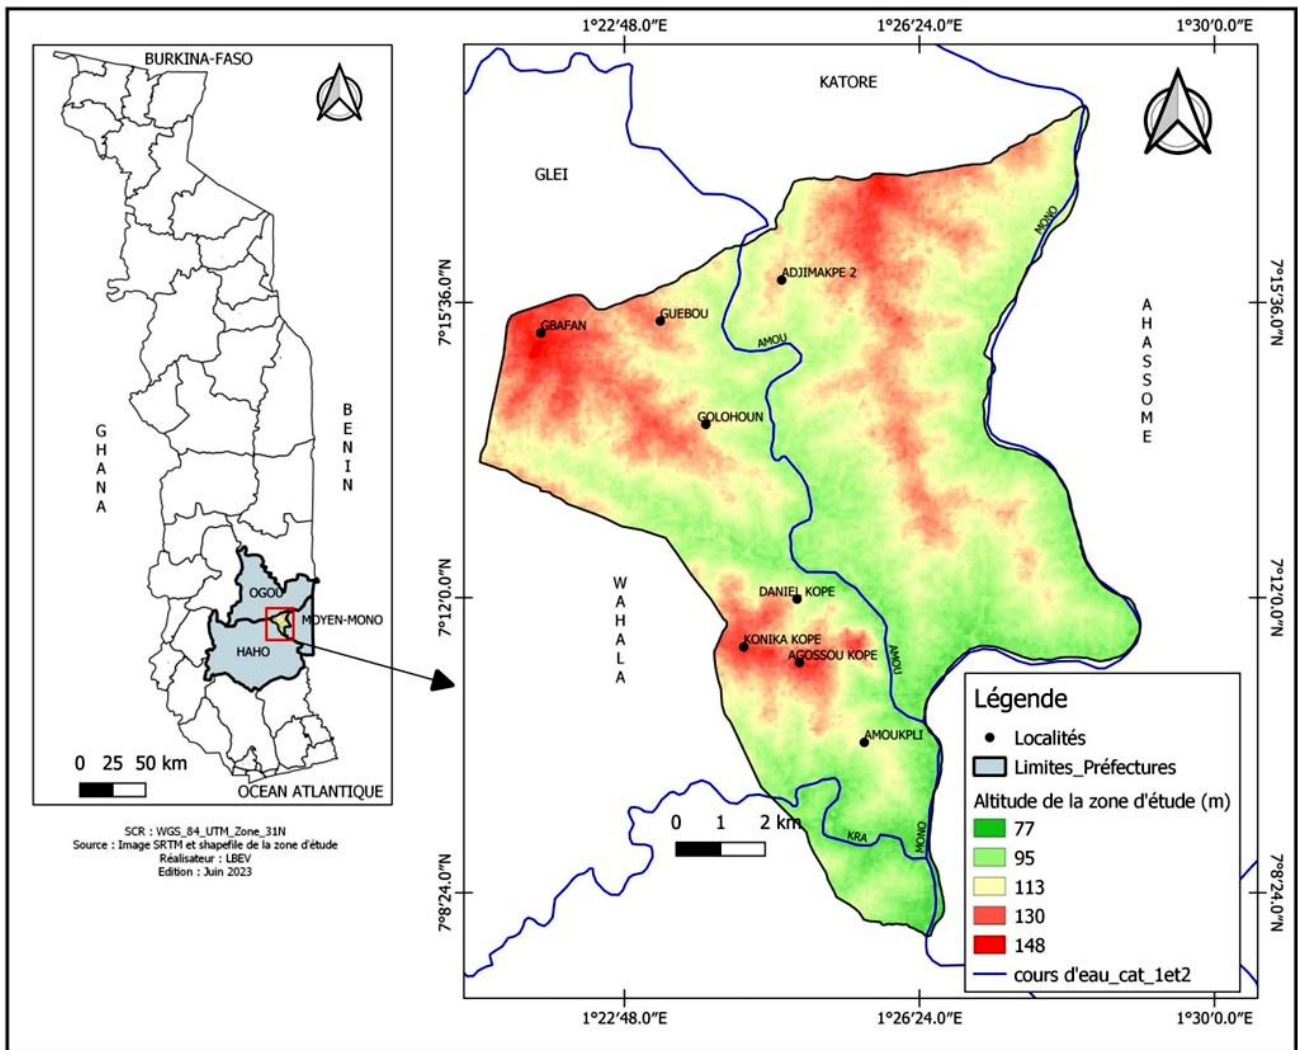 BURKINA-FASO
GHANA
BENIN
OGOU
MOYEN-MONO
HAHO
0 25 50 km
OCEAN ATLANTIQUE
SCR : WGS_84_UTM_Zone_31N
Source : Image SRTM et shapefile de la zone d'étude
Réalisateur : LBEV
Edition : Juin 2023
1°22'48.0"E
1°26'24.0"E
1°30'0.0"E
7°15'36.0"N
7°12'0.0"N
7°8'24.0"N
KATORE
GLEI
MONO
ADJIMAKPE 2
GUEBOU
GBAFAN
AMOU
GOLOHOUN
AHASSOME
WAHALA
DANIEL KOPE
KONIKA KOPE
AGOSSOU KOPE
AMOU
AMOUKPLI
0 1 2 km
KRA
MONO
7°15'36.0"N
7°12'0.0"N
7°8'24.0"N
Légende
Localités
Limites_Préfectures
Altitude de la zone d'étude (m)
77
95
113
130
148
cours d'eau_cat_1et2
1°22'48.0"E
1°26'24.0"E
1°30'0.0"E